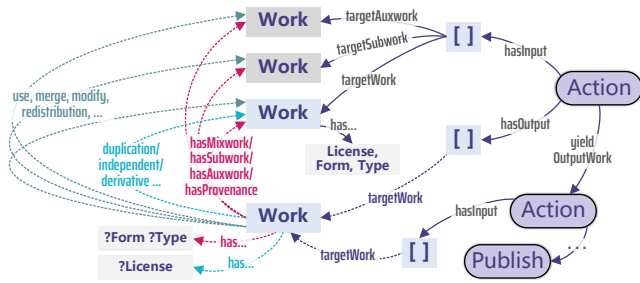 Work
targetAuxwork
[ ]
hasInput
Work
targetSubwork
targetWork
Action
use, merge, modify,
redistribution, ...
Work
has...
License,
Form, Type
hasOutput
[ ]
yield
OutputWork
duplication/
independent/
derivative ...
hasMixwork/
hasSubwork/
hasAuxwork/
hasProvenance
targetWork
hasInput
Action
Work
...
?Form ?Type
has...
targetWork
[ ]
Publish
?License
has...